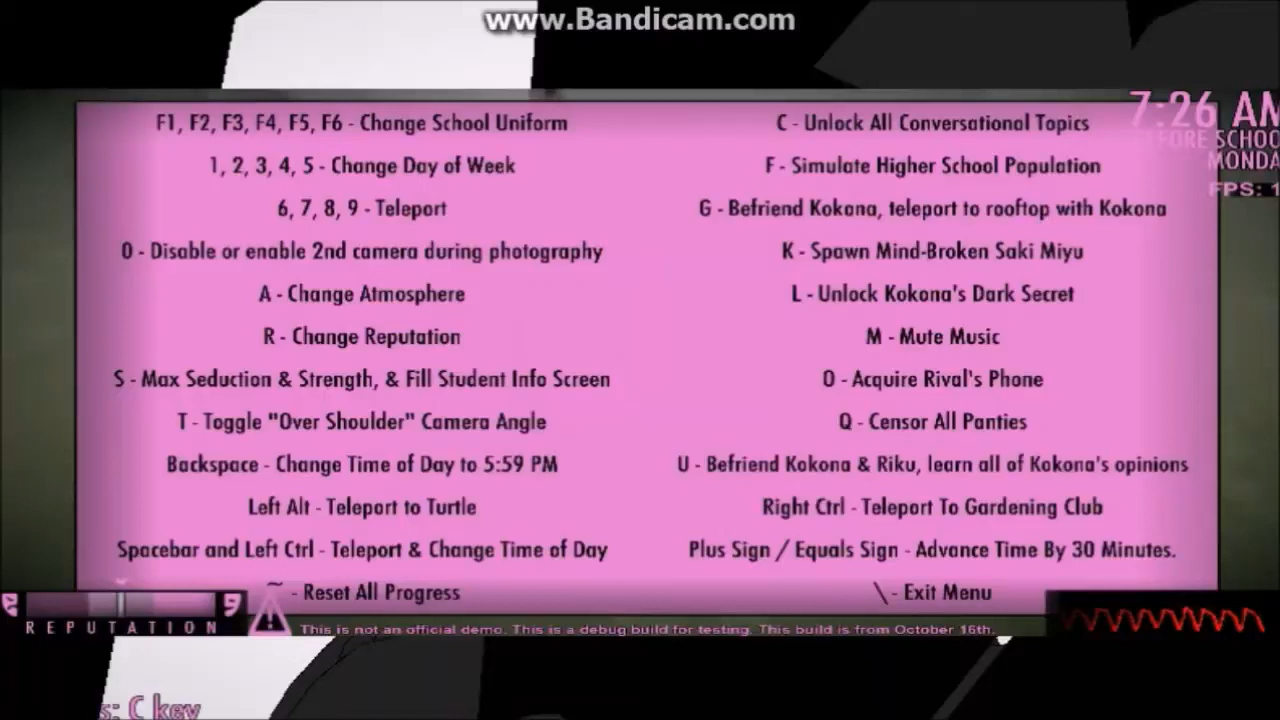 www.Bandicam.com
F1, F2, F3, F4, F5, F6 - Change School Uniform
1, 2, 3, 4, 5 - Change Day of Week
6, 7, 8, 9 - Teleport
0 - Disable or enable 2nd camera during photography
A - Change Atmosphere
R - Change Reputation
S - Max Seduction & Strength, & Fill Student Info Screen
T - Toggle "Over Shoulder" Camera Angle
Backspace - Change Time of Day to 5:59 PM
Left Alt - Teleport to Turtle
Spacebar and Left Ctrl - Teleport & Change Time of Day
~ - Reset All Progress
C - Unlock All Conversational Topics
F - Simulate Higher School Population
G - Befriend Kokona, teleport to rooftop with Kokona
K - Spawn Mind-Broken Saki Miyu
L - Unlock Kokona's Dark Secret
M - Mute Music
O - Acquire Rival's Phone
Q - Censor All Panties
U - Befriend Kokona & Riku, learn all of Kokona's opinions
Right Ctrl - Teleport To Gardening Club
Plus Sign / Equals Sign - Advance Time By 30 Minutes.
\ - Exit Menu
7:26 AM
FORE SCHOO
MONDA
FPS: 1
REPUTATION
This is not an official demo. This is a debug build for testing. This build is from October 16th.
s: C key